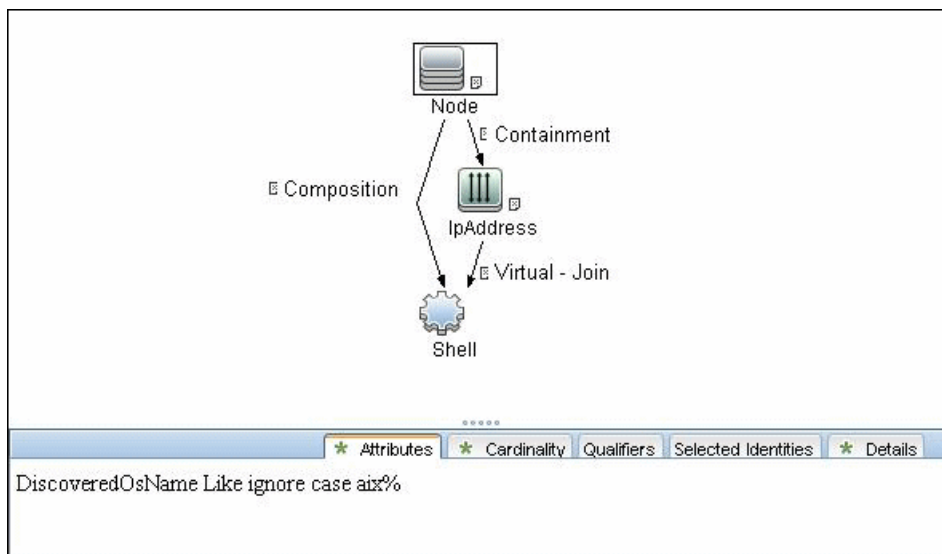 Node
Containment
Composition
IpAddress
Virtual - Join
Shell
* Attributes * Cardinality Qualifiers Selected Identities * Details
DiscoveredOsName Like ignore case aix%